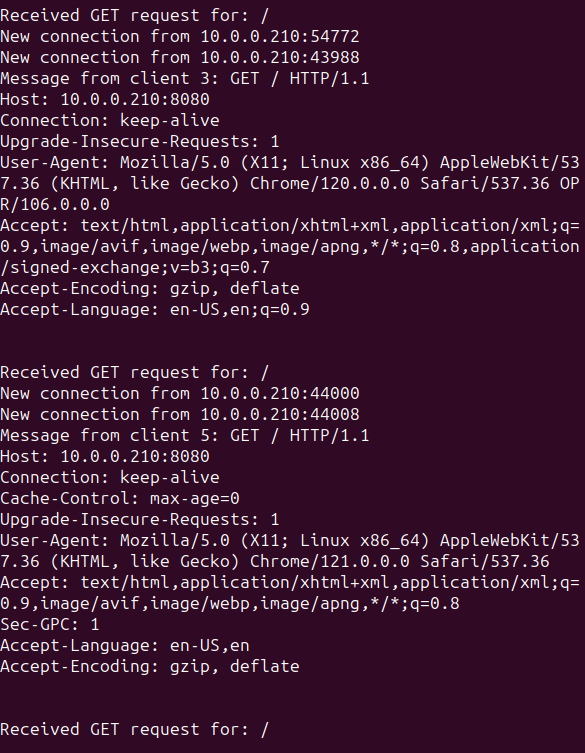 Received GET request for: /
New connection from 10.0.0.210:54772
New connection from 10.0.0.210:43988
Message from client 3: GET / HTTP/1.1
Host: 10.0.0.210:8080
Connection: keep-alive
Upgrade-Insecure-Requests: 1
User-Agent: Mozilla/5.0 (X11; Linux x86_64) AppleWebKit/53
7.36 (KHTML, like Gecko) Chrome/120.0.0.0 Safari/537.36 OP
R/106.0.0.0
Accept: text/html,application/xhtml+xml,application/xml;q=
0.9,image/avif,image/webp,image/apng,*/*;q=0.8,application
/signed-exchange;v=b3;q=0.7
Accept-Encoding: gzip, deflate
Accept-Language: en-US,en;q=0.9
Received GET request for: /
New connection from 10.0.0.210:44000
New connection from 10.0.0.210:44008
Message from client 5: GET / HTTP/1.1
Host: 10.0.0.210:8080
Connection: keep-alive
Cache-Control: max-age=0
Upgrade-Insecure-Requests: 1
User-Agent: Mozilla/5.0 (X11; Linux x86_64) AppleWebKit/53
7.36 (KHTML, like Gecko) Chrome/121.0.0.0 Safari/537.36
Accept: text/html,application/xhtml+xml,application/xml;q=
0.9,image/avif,image/webp,image/apng,*/*;q=0.8
Sec-GPC: 1
Accept-Language: en-US,en
Accept-Encoding: gzip, deflate
Received GET request for: /